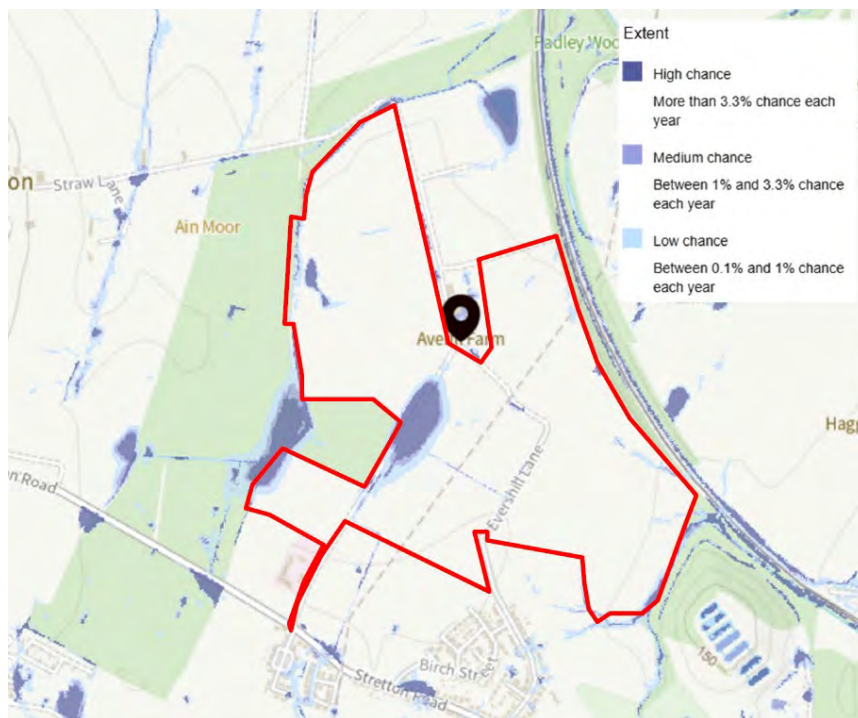 Extent
High chance
More than 3.3% chance each
year
Medium chance
Between 1% and 3.3% chance
each year
Low chance
Between 0.1% and 1% chance
each year
Straw Lane
Ain Moor
Farm
Evershill Lane
Road
Birch Street
Stretton Road
150